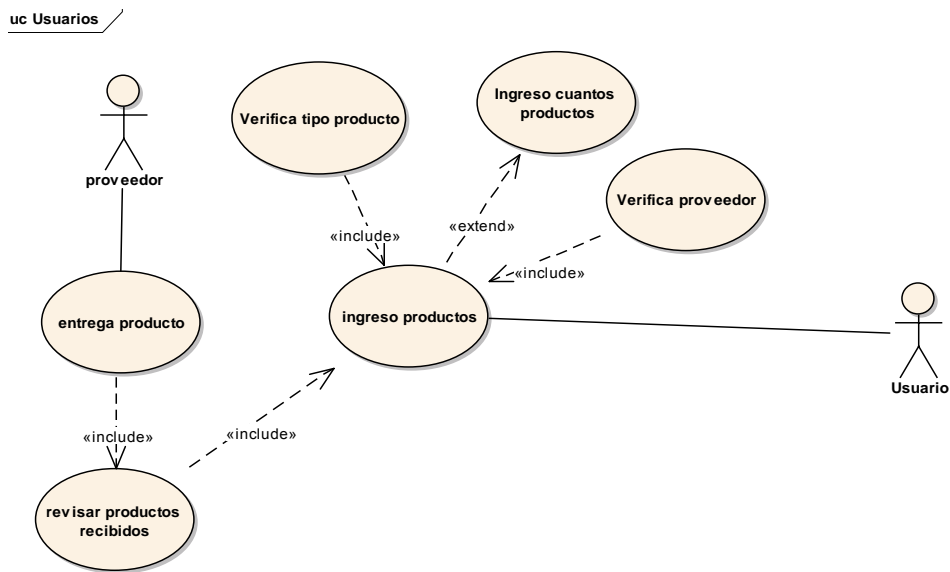 uc Usuarios
proveedor
Verifica tipo producto
Ingreso cuantos
productos
Verifica proveedor
«include»
«extend»
«include»
entrega producto
ingreso productos
Usuario
«include»
«include»
revisar productos
recibidos